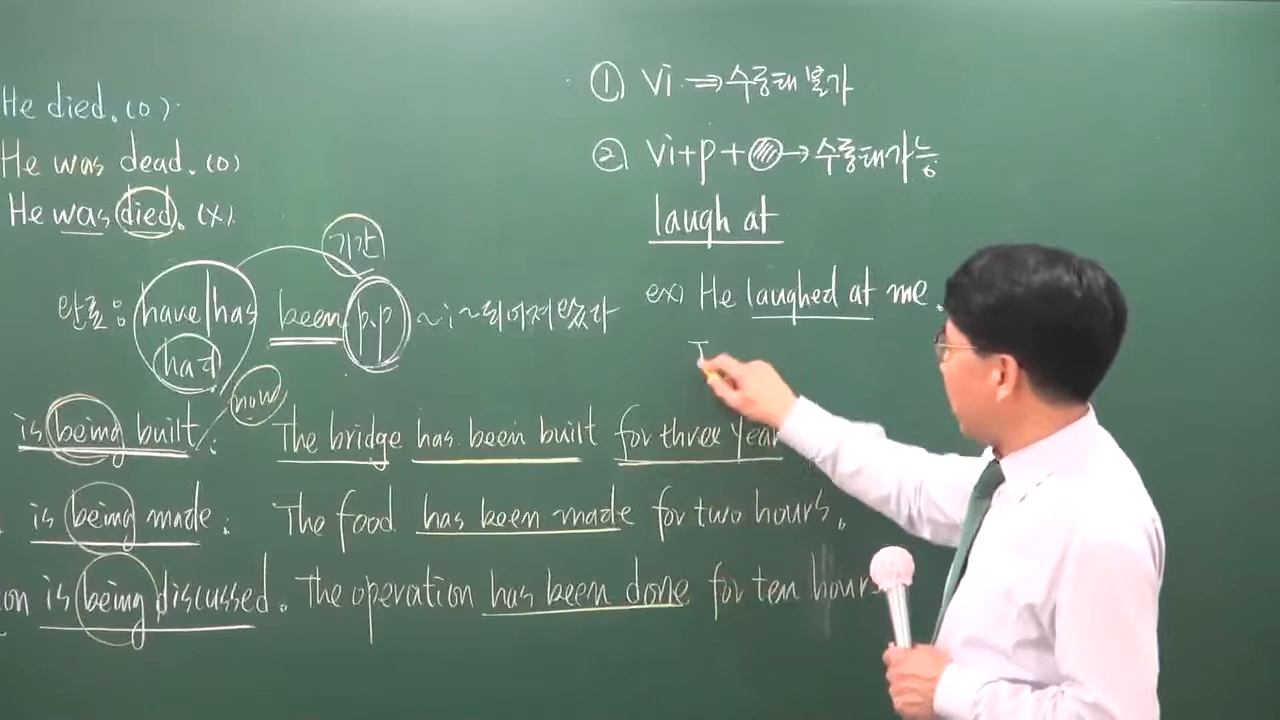 He died. (O)
He was dead. (O)
He was died. (X)
기간
완료: have/has been p.p ~이 ~되어져 왔다
had
now
is being built. The bridge has been built for three year
is being made. The food has been made for two hours.
on is being discussed. The operation has been done for ten hours
① Vi ⇒ 수동태 불가
② Vi+p+ → 수동태 가능
laugh at
ex) He laughed at me.
I